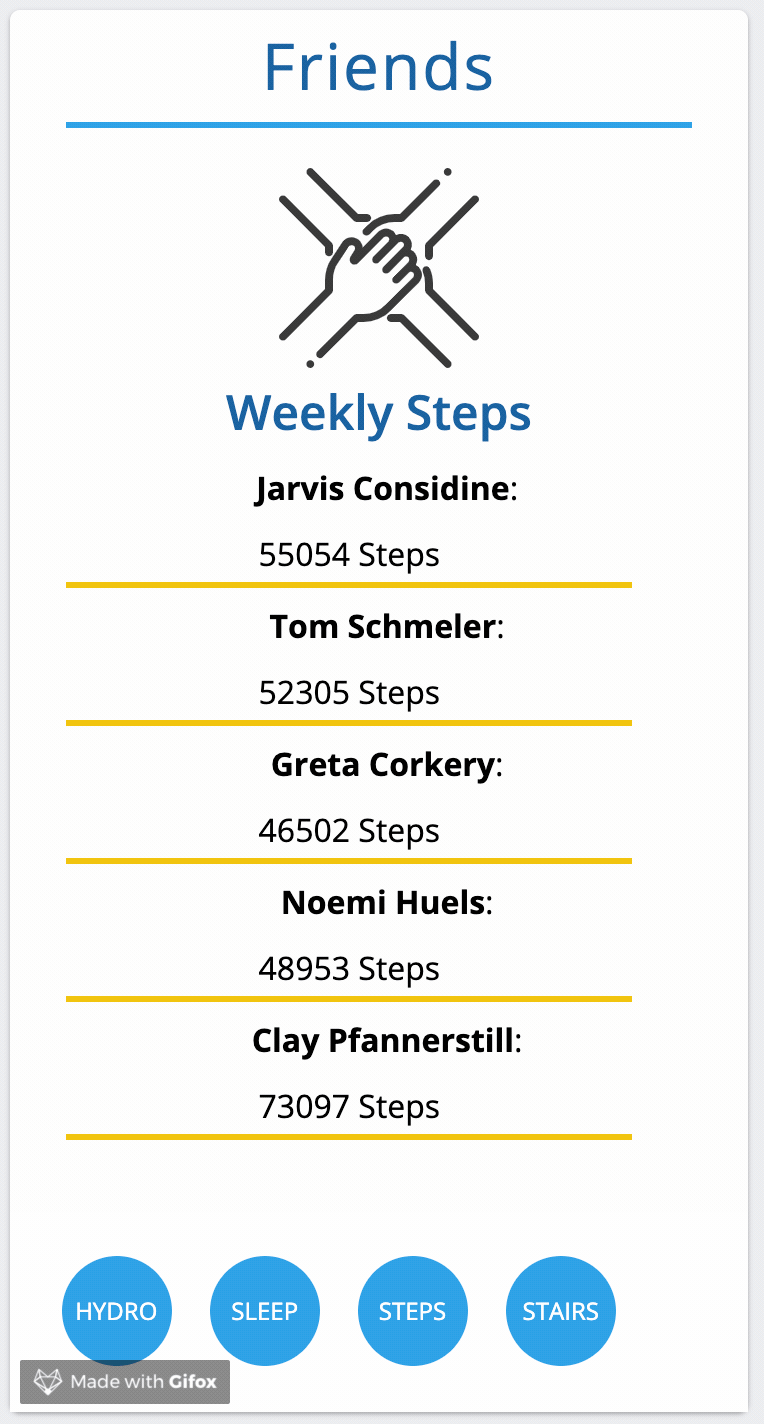 Friends
Weekly Steps
Jarvis Considine:
55054 Steps
Tom Schmeler:
52305 Steps
Greta Corkery:
46502 Steps
Noemi Huels:
48953 Steps
Clay Pfannerstill:
73097 Steps
HYDRO SLEEP STEPS STAIRS
Made with Gifox